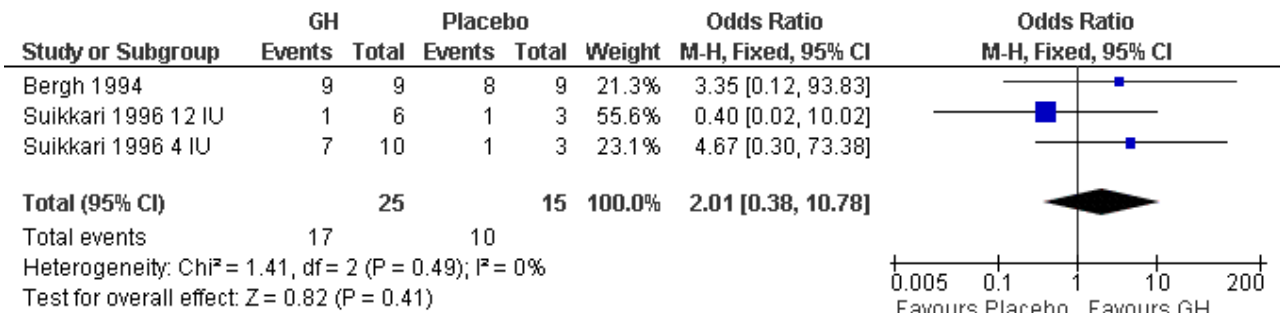 GH Placebo Odds Ratio Odds Ratio
Study or Subgroup Events Total Events Total Weight M-H, Fixed, 95% CI M-H, Fixed, 95% CI
Bergh 1994 9 9 8 9 21.3% 3.35 [0.12, 93.83]
Suikkari 1996 12 IU 1 6 1 3 55.6% 0.40 [0.02, 10.02]
Suikkari 1996 4 IU 7 10 1 3 23.1% 4.67 [0.30, 73.38]
Total (95% CI) 25 15 100.0% 2.01 [0.38, 10.78]
Total events 17 10
Heterogeneity: Chi² = 1.41, df = 2 (P = 0.49); I² = 0%
Test for overall effect: Z = 0.82 (P = 0.41)
0.005 0.1 1 10 200
Favours Placebo Favours GH